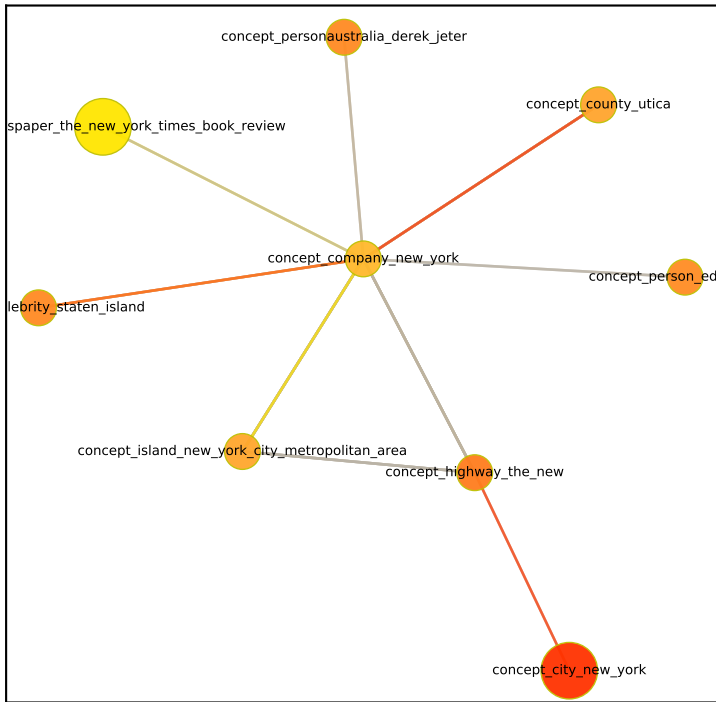 concept_personaustralia_derek_jeter
concept_county_utica
spaper_the_new_york_times_book_review
concept_company_new_york
concept_person_ed
lebrity_staten_island
concept_island_new_york_city_metropolitan_area
concept_highway_the_new
concept_city_new_york